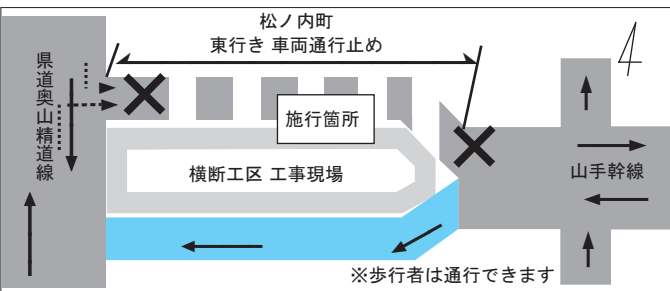 松ノ内町
東行き 車両通行止め
県道奥山精道線
施行箇所
横断工区 工事現場
山手幹線
※歩行者は通行できます